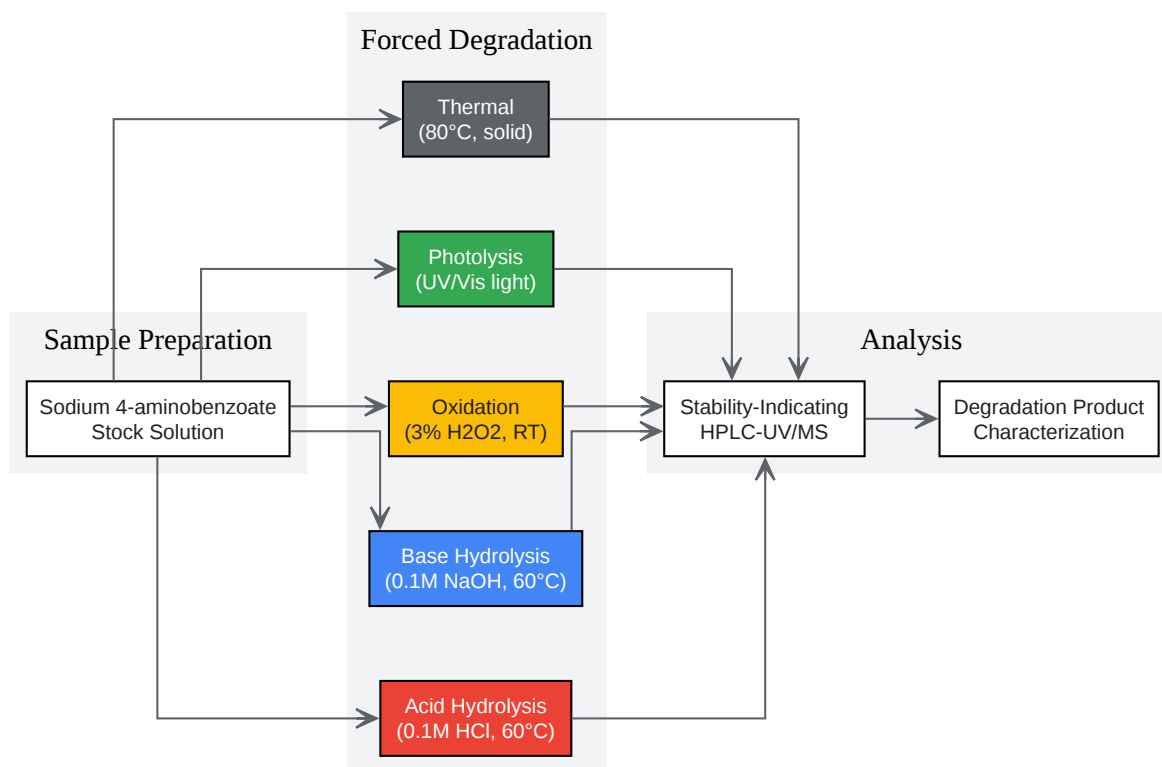 Forced Degradation
Thermal
(80°C, solid)
Photolysis
(UV/Vis light)
Sample Preparation
Analysis
Sodium 4-aminobenzoate
Stock Solution
Oxidation
(3% H2O2, RT)
Stability-Indicating
HPLC-UV/MS
Degradation Product
Characterization
Base Hydrolysis
(0.1M NaOH, 60°C)
Acid Hydrolysis
(0.1M HCl, 60°C)